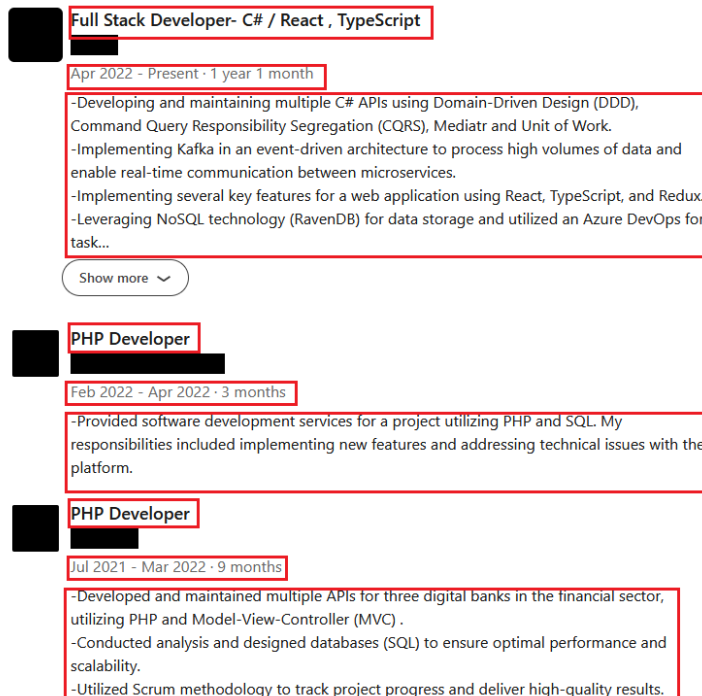 Full Stack Developer- C# / React , TypeScript
Apr 2022 - Present · 1 year 1 month
-Developing and maintaining multiple C# APIs using Domain-Driven Design (DDD),
Command Query Responsibility Segregation (CQRS), Mediatr and Unit of Work.
-Implementing Kafka in an event-driven architecture to process high volumes of data and
enable real-time communication between microservices.
-Implementing several key features for a web application using React, TypeScript, and Redux.
-Leveraging NoSQL technology (RavenDB) for data storage and utilized an Azure DevOps for
task...
Show more
PHP Developer
Feb 2022 - Apr 2022 · 3 months
-Provided software development services for a project utilizing PHP and SQL. My
responsibilities included implementing new features and addressing technical issues with the
platform.
PHP Developer
Jul 2021 - Mar 2022 · 9 months
-Developed and maintained multiple APIs for three digital banks in the financial sector,
utilizing PHP and Model-View-Controller (MVC) .
-Conducted analysis and designed databases (SQL) to ensure optimal performance and
scalability.
-Utilized Scrum methodology to track project progress and deliver high-quality results.